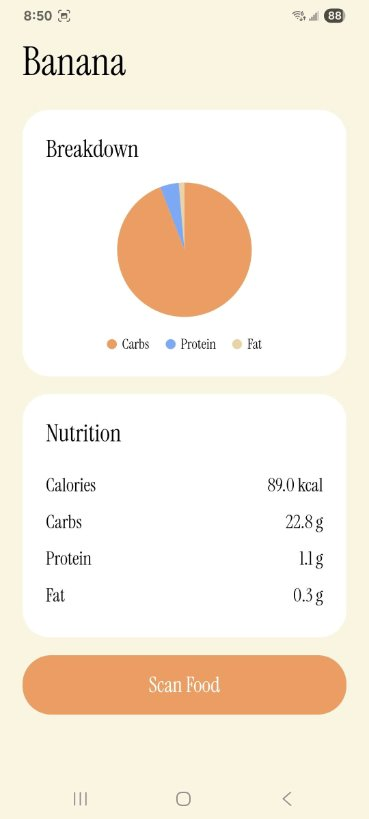 8:50
88
Banana
Breakdown
Carbs Protein Fat
Nutrition
Calories 89.0 kcal
Carbs 22.8 g
Protein 1.1 g
Fat 0.3 g
Scan Food